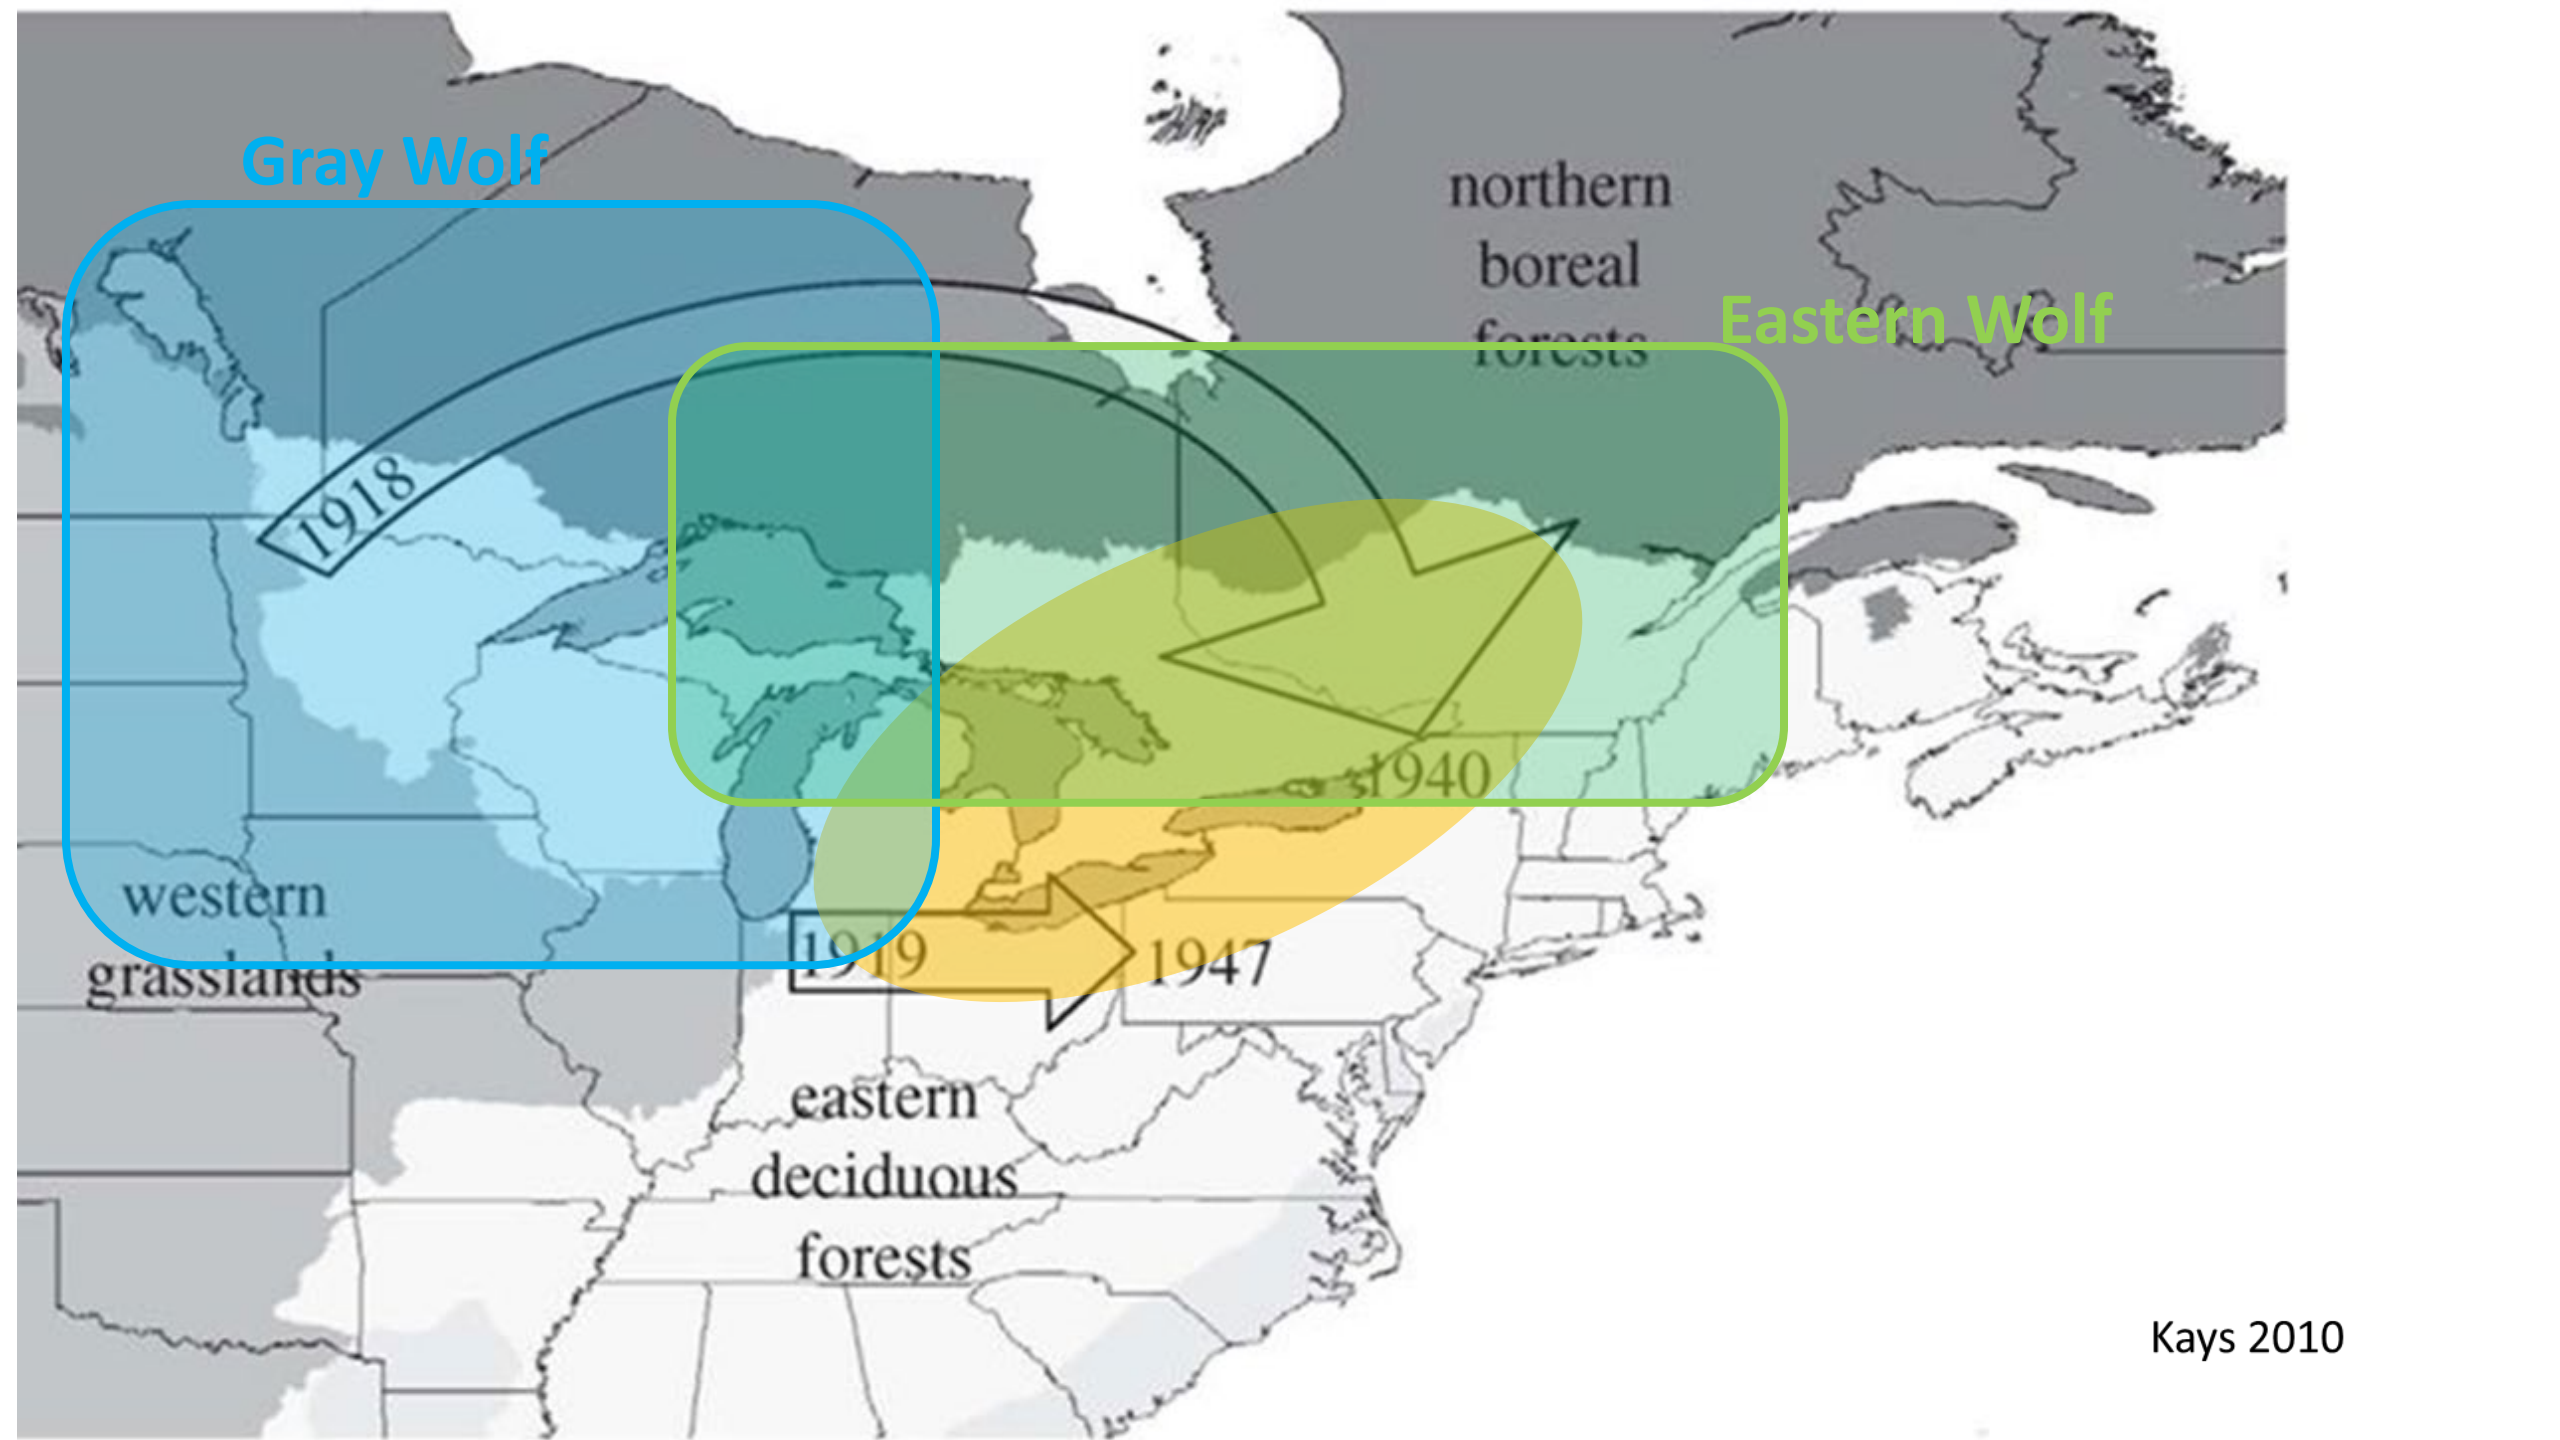 Gray Wolf
northern
boreal
forests
Eastern Wolf
1918
1940
western
grasslands
1919
1947
eastern
deciduous
forests
Kays 2010